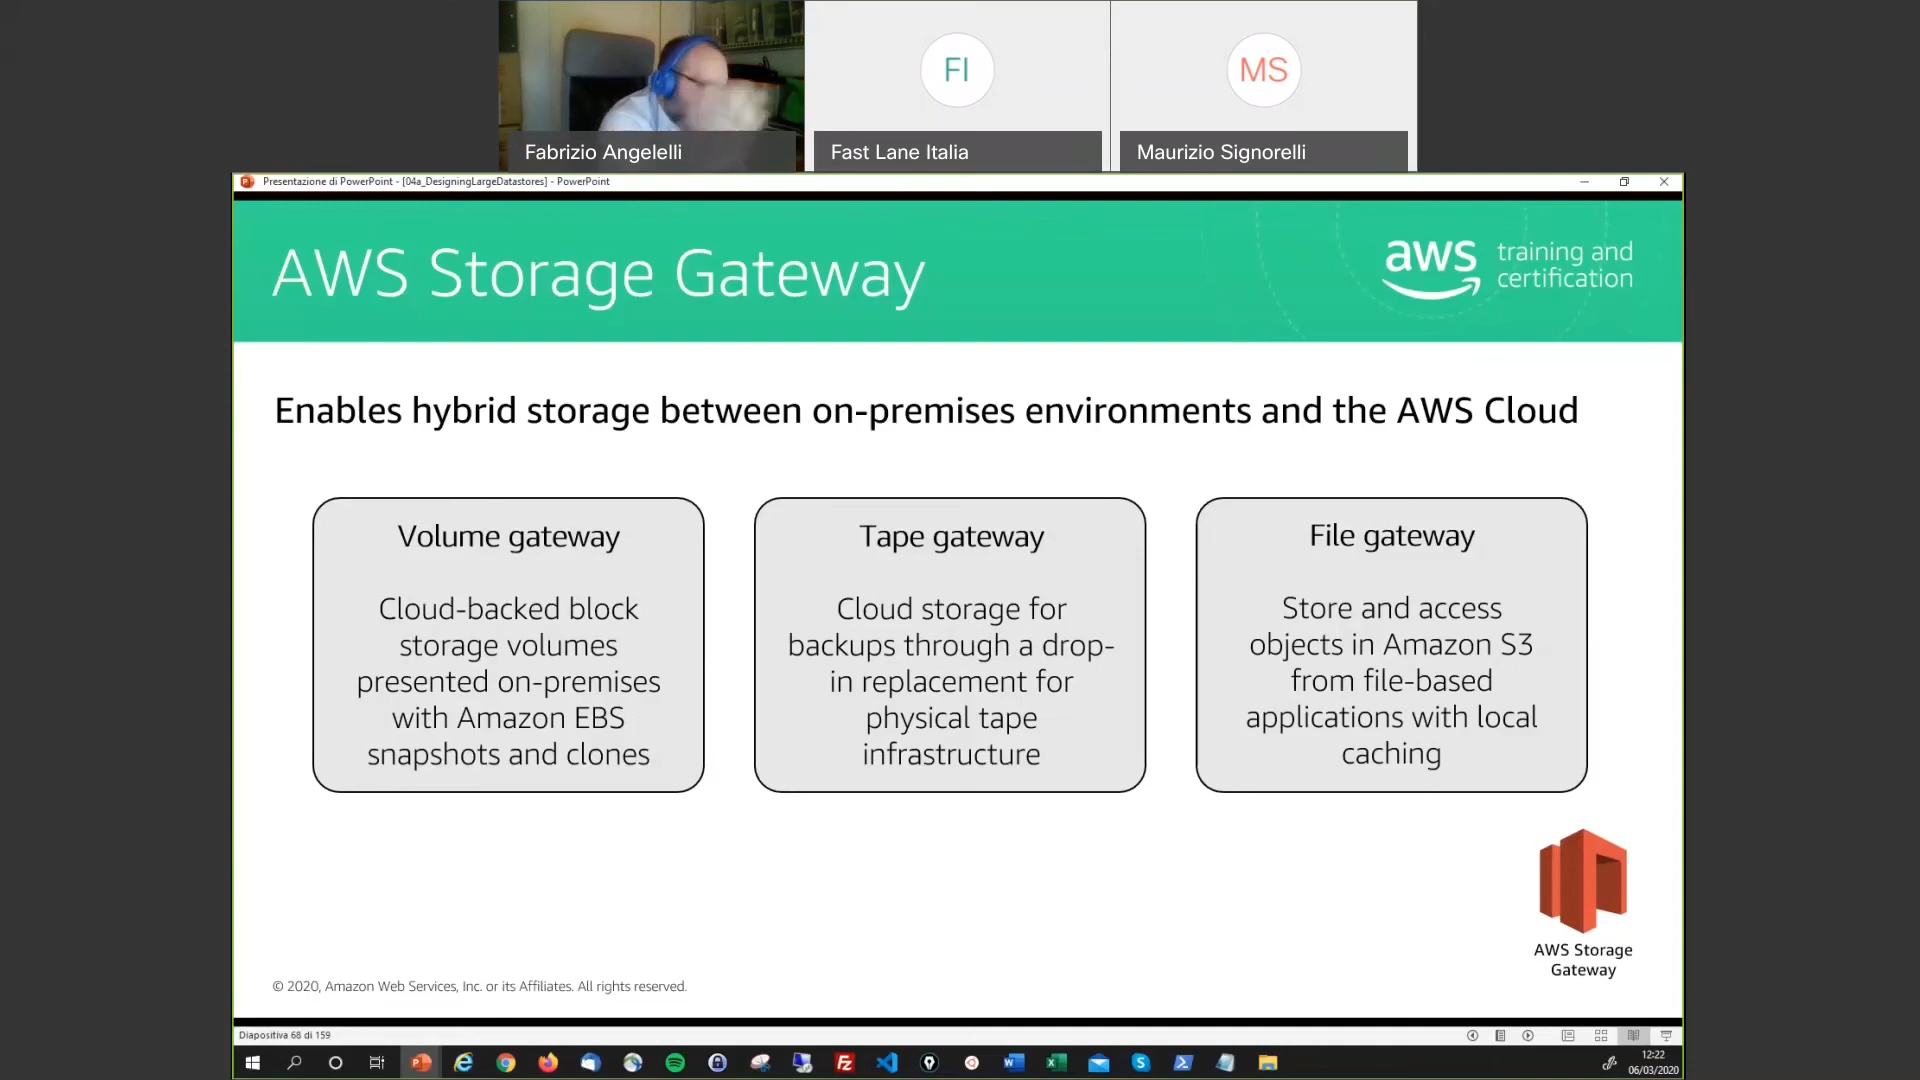 FI
MS
Fabrizio Angelelli
Fast Lane Italia
Maurizio Signorelli
Presentazione di PowerPoint - [04a_DesigningLargeDatastores] - PowerPoint
AWS Storage Gateway
aws
training and
certification
Enables hybrid storage between on-premises environments and the AWS Cloud
Volume gateway
Cloud-backed block
storage volumes
presented on-premises
with Amazon EBS
snapshots and clones
Tape gateway
Cloud storage for
backups through a drop-
in replacement for
physical tape
infrastructure
File gateway
Store and access
objects in Amazon S3
from file-based
applications with local
caching
AWS Storage
Gateway
© 2020, Amazon Web Services, Inc. or its Affiliates. All rights reserved.
Diapositiva 68 di 159
12:22
06/03/2020